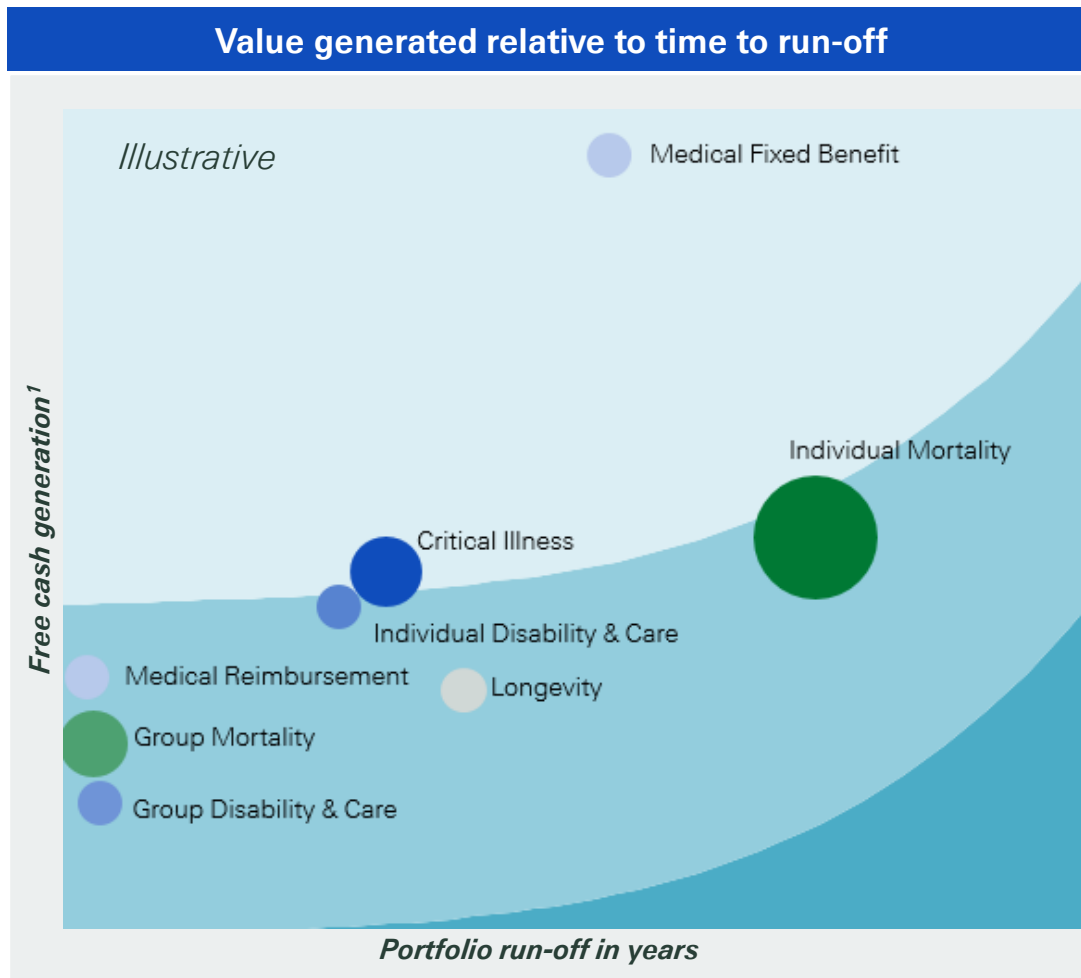 Value generated relative to time to run-off
Illustrative
Medical Fixed Benefit
Individual Mortality
Critical Illness
Individual Disability & Care
Medical Reimbursement
Longevity
Group Mortality
Group Disability & Care
Free cash generation¹
Portfolio run-off in years